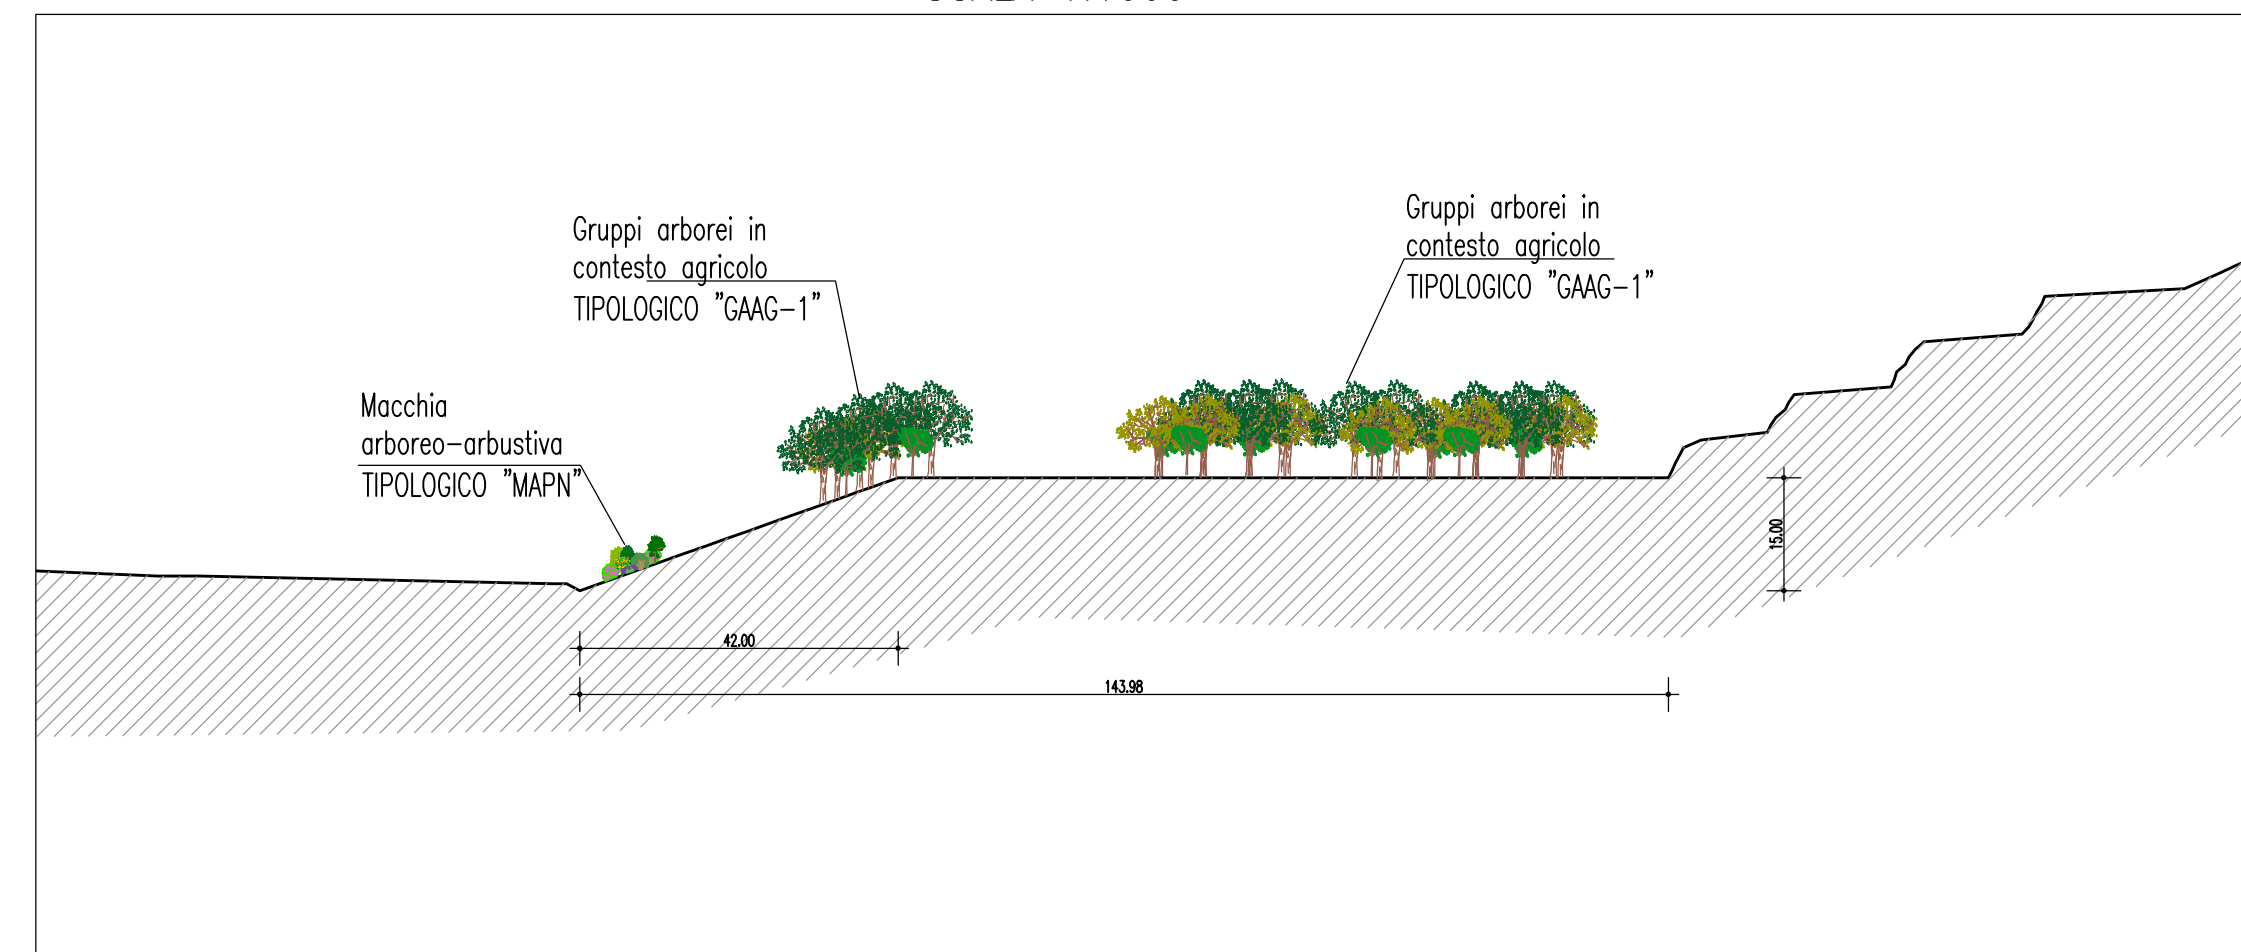 Gruppi arborei in
contesto agricolo
TIPOLOGICO "GAAG-1"
Gruppi arborei in
contesto agricolo
TIPOLOGICO "GAAG-1"
Macchia
arboreo-arbustiva
TIPOLOGICO "MAPN"
15.00
42.00
143.98